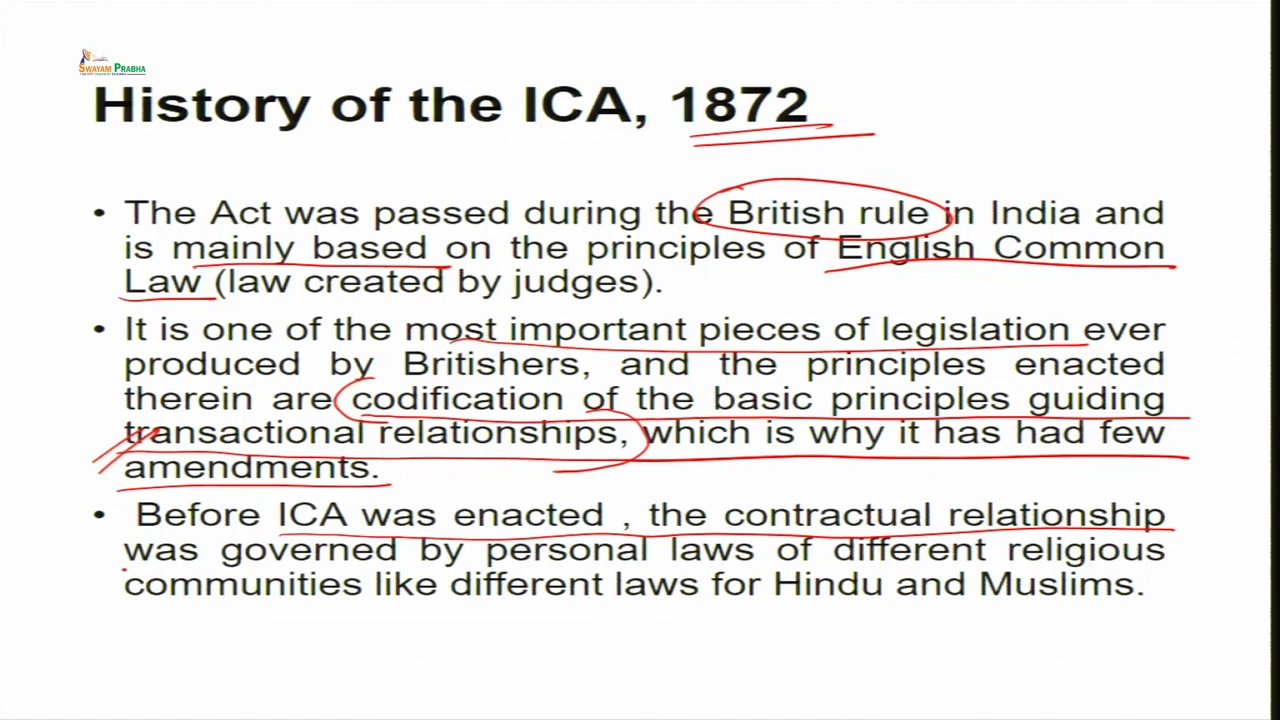 SWAYAM PRABHA
History of the ICA, 1872
• The Act was passed during the British rule in India and
is mainly based on the principles of English Common
Law (law created by judges).
• It is one of the most important pieces of legislation ever
produced by Britishers, and the principles enacted
therein are codification of the basic principles guiding
transactional relationships, which is why it has had few
amendments.
• Before ICA was enacted , the contractual relationship
was governed by personal laws of different religious
communities like different laws for Hindu and Muslims.